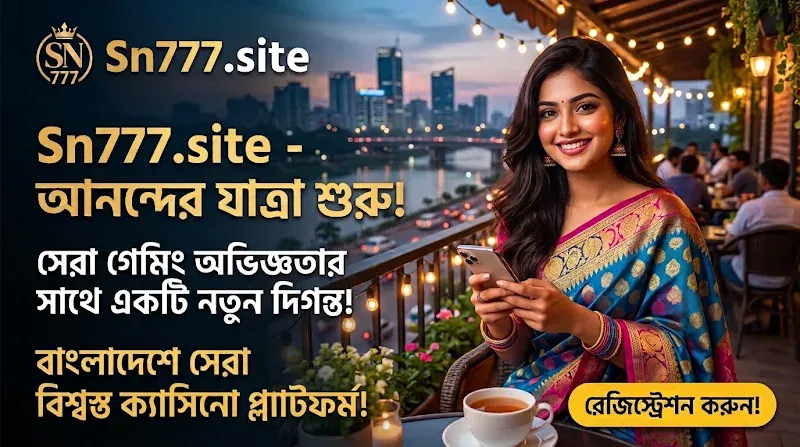 SN
777
Sn777.site
Sn777.site -
আনন্দের যাত্রা শুরু!
সেরা গেমিং অভিজ্ঞতার
সাথে একটি নতুন দিগন্ত!
বাংলাদেশে সেরা
বিশ্বস্ত ক্যাসিনো প্লাাটফর্ম!
রেজিস্ট্রেশন করুন!